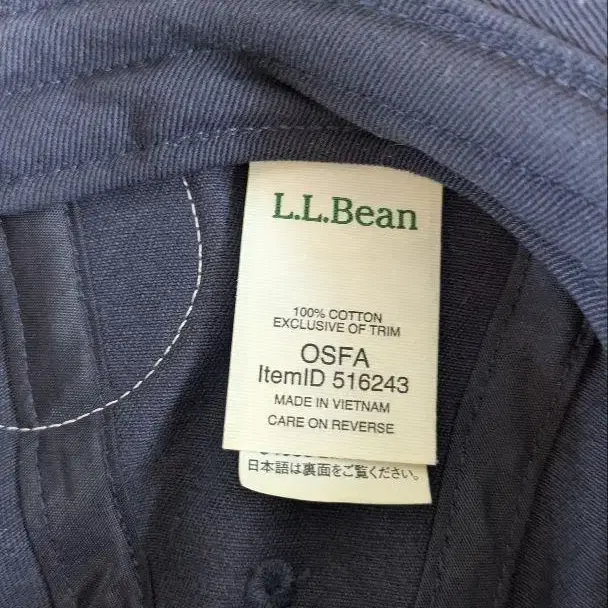 L.L.Bean
100% COTTON
EXCLUSIVE OF TRIM
OSFA
ItemID 516243
MADE IN VIETNAM
CARE ON REVERSE
日本語は裏面をご覧ください。